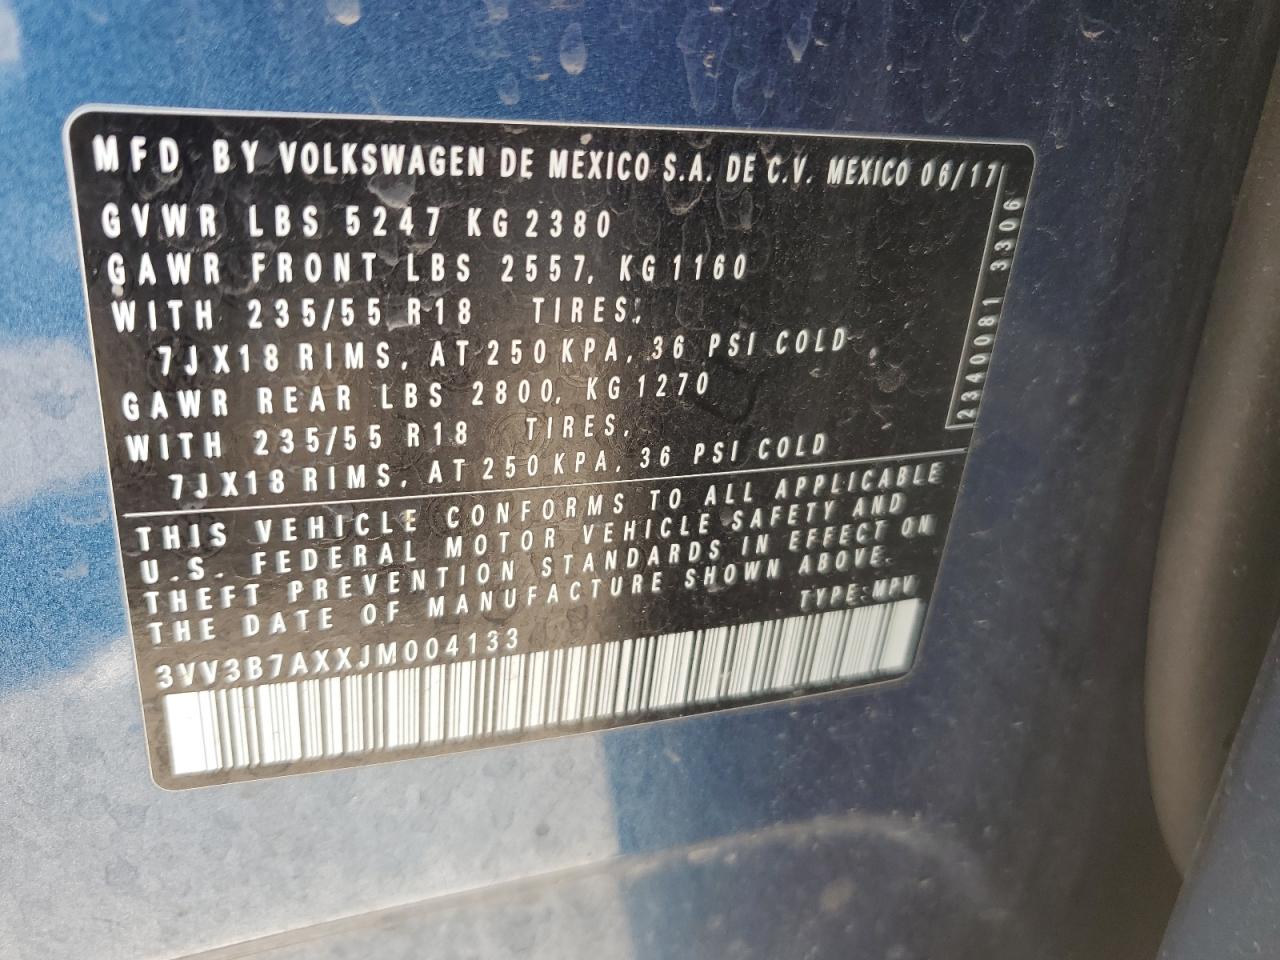 MFD BY VOLKSWAGEN DE MEXICO S.A. DE C.V. MEXICO 06/17
GVWR LBS 5247 KG 2380
GAWR FRONT LBS 2557, KG 1160
WITH 235/55 R18 TIRES,
7JX18 RIMS, AT 250 KPA, 36 PSI COLD
GAWR REAR LBS 2800, KG 1270
WITH 235/55 R18 TIRES,
7JX18 RIMS, AT 250 KPA, 36 PSI COLD
2340081 3306
THIS VEHICLE CONFORMS TO ALL APPLICABLE
U.S. FEDERAL MOTOR VEHICLE SAFETY AND
THEFT PREVENTION STANDARDS IN EFFECT ON
THE DATE OF MANUFACTURE SHOWN ABOVE.
TYPE: MPV
3VV3B7AXXJM004133